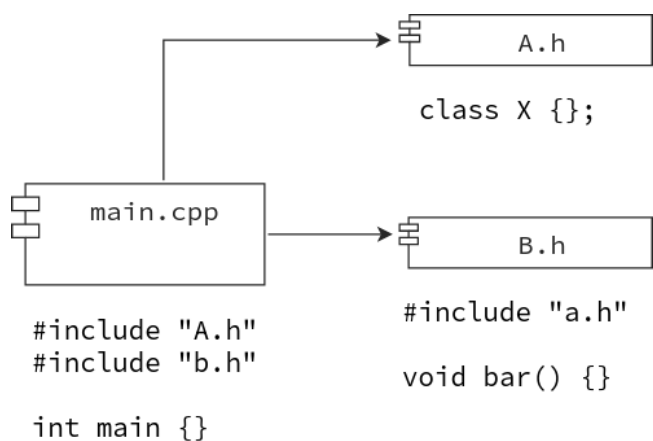 A.h
class X {};
main.cpp
#include "A.h"
#include "b.h"
int main {}
B.h
#include "a.h"
void bar() {}